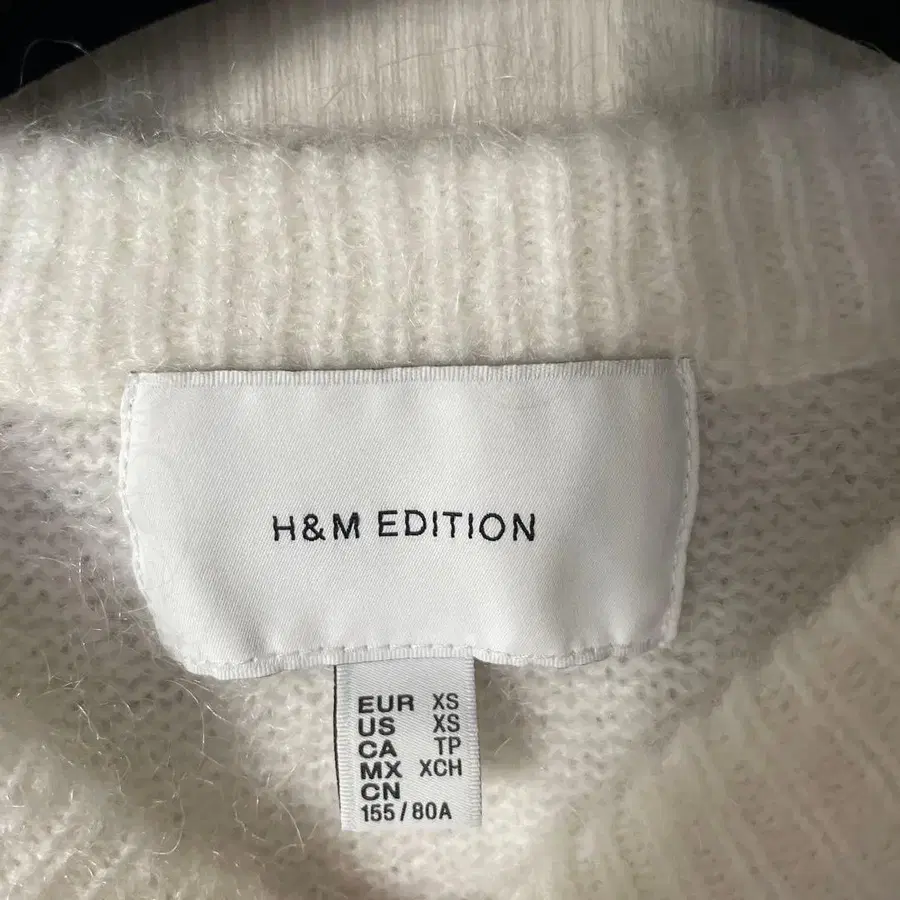 H&M EDITION
EUR XS
US XS
CA TP
MX XCH
CN
155/80A